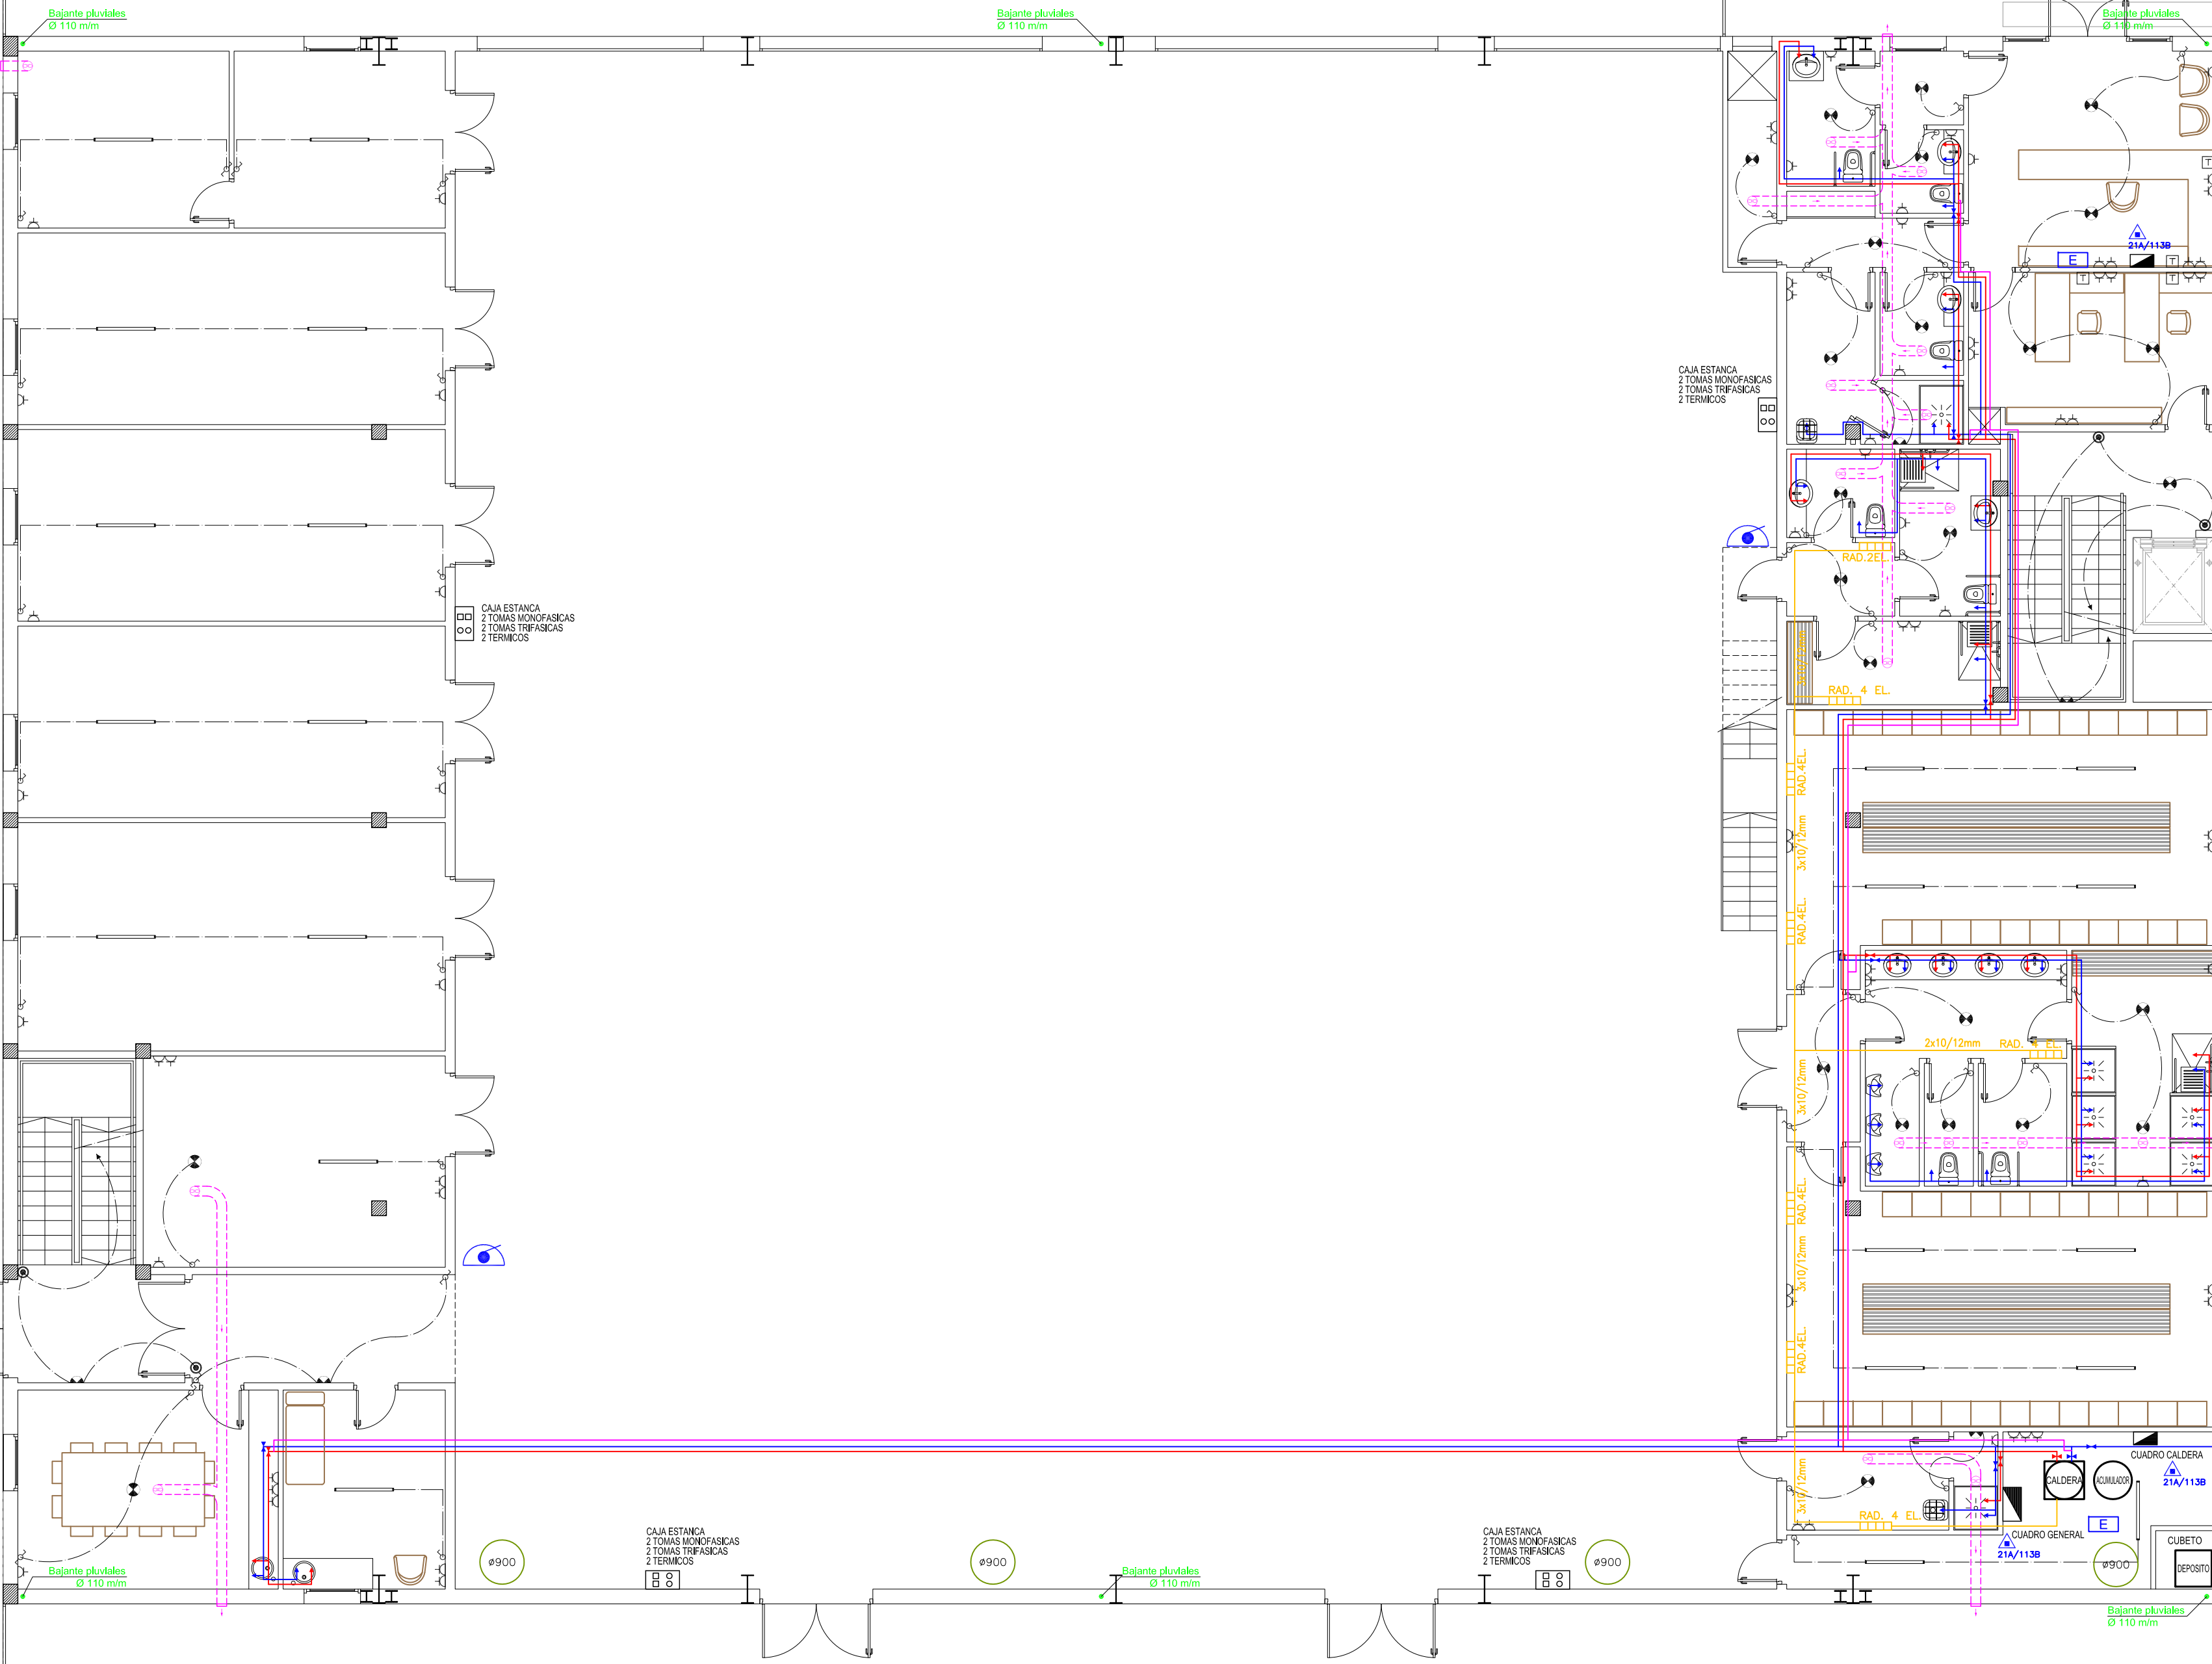 Bajante pluviales
Ø 110 m/m
Bajante pluviales
Ø 110 m/m
Bajante pluviales
Ø 110 m/m
T
21A/113B
E
T
T
T
CAJA ESTANCA
2 TOMAS MONOFASICAS
2 TOMAS TRIFASICAS
2 TERMICOS
RAD.2EL.
CAJA ESTANCA
2 TOMAS MONOFASICAS
2 TOMAS TRIFASICAS
2 TERMICOS
RAD. 4 EL.
RAD.4EL.
3x10/12mm
RAD.4EL.
2x10/12mm
RAD. 4 EL.
3x10/12mm
RAD.4EL.
3x10/12mm
RAD.4EL.
3x10/12mm
CUADRO CALDERA
21A/113B
CALDERA
ACUMULADOR
RAD. 4 EL.
E
CUADRO GENERAL
21A/113B
CUBETO
DEPOSITO
CAJA ESTANCA
2 TOMAS MONOFASICAS
2 TOMAS TRIFASICAS
2 TERMICOS
CAJA ESTANCA
2 TOMAS MONOFASICAS
2 TOMAS TRIFASICAS
2 TERMICOS
ø900
ø900
ø900
ø900
Bajante pluviales
Ø 110 m/m
Bajante pluviales
Ø 110 m/m
Bajante pluviales
Ø 110 m/m